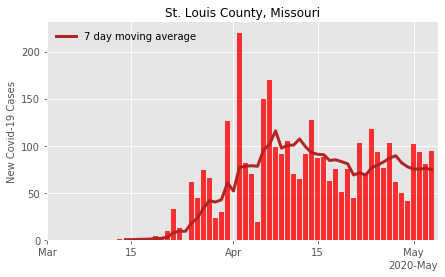 St. Louis County, Missouri
7 day moving average
New Covid-19 Cases
200
150
100
50
0
Mar 15 Apr 15 May
2020-May